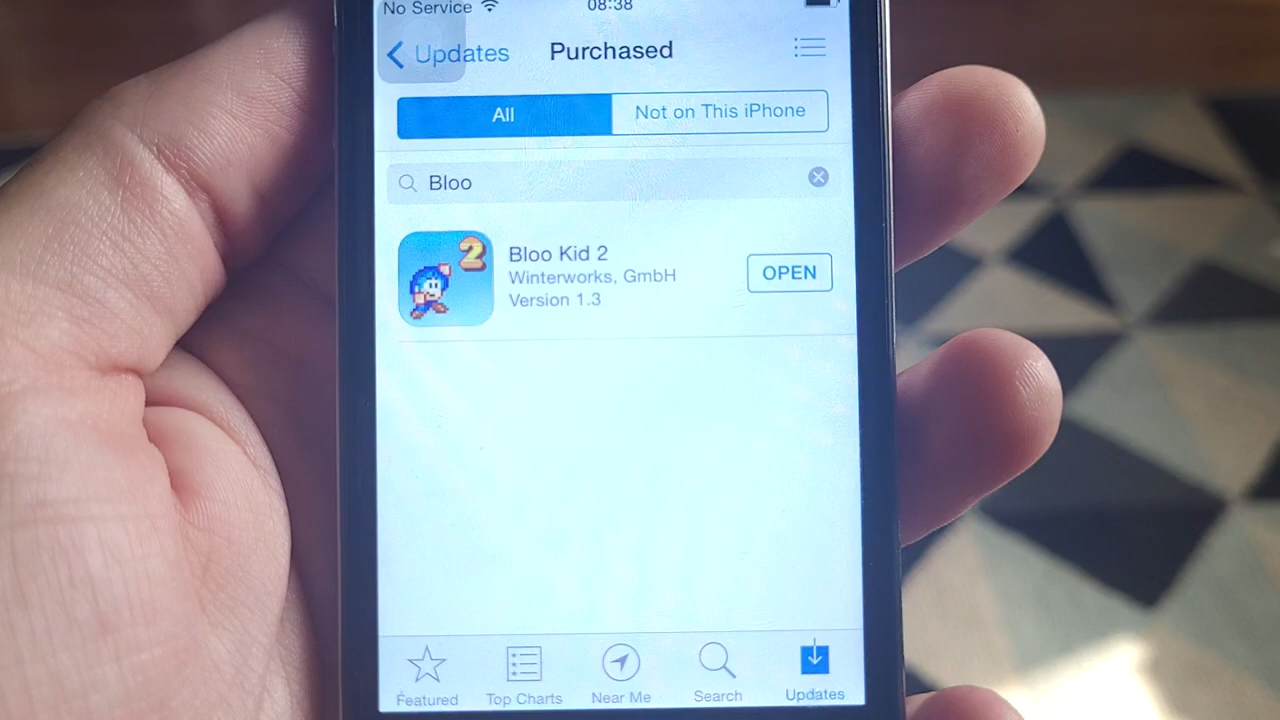 No Service 08:38
Updates Purchased
All Not on This iPhone
Bloo
2
Bloo Kid 2
Winterworks, GmbH
Version 1.3
OPEN
Featured Top Charts Near Me Search Updates